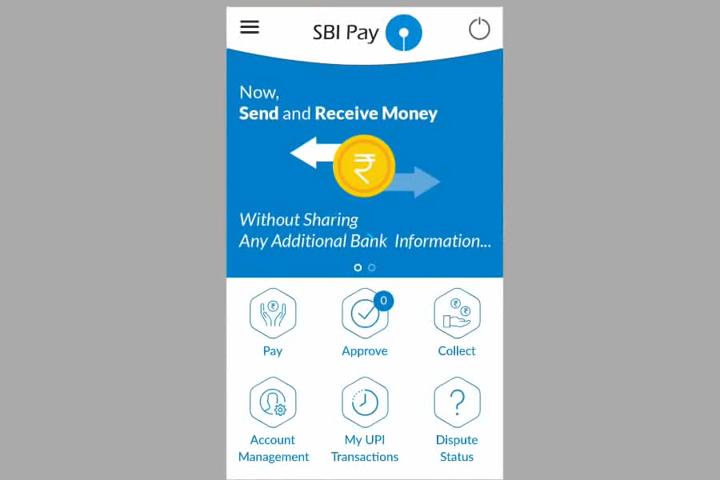 SBI Pay
Now,
Send and Receive Money
₹
Without Sharing
Any Additional Bank Information...
0
Pay
Approve
Collect
?
Account
Management
My UPI
Transactions
Dispute
Status